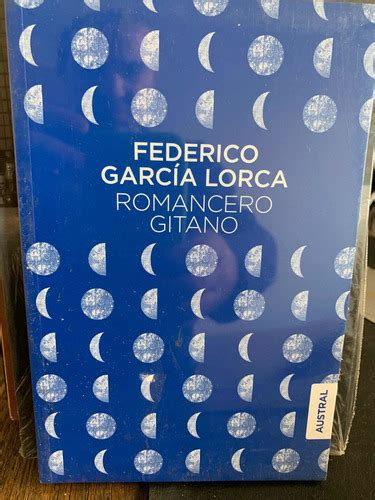 FEDERICO
GARCÍA LORCA
ROMANCERO
GITANO
AUSTRAL